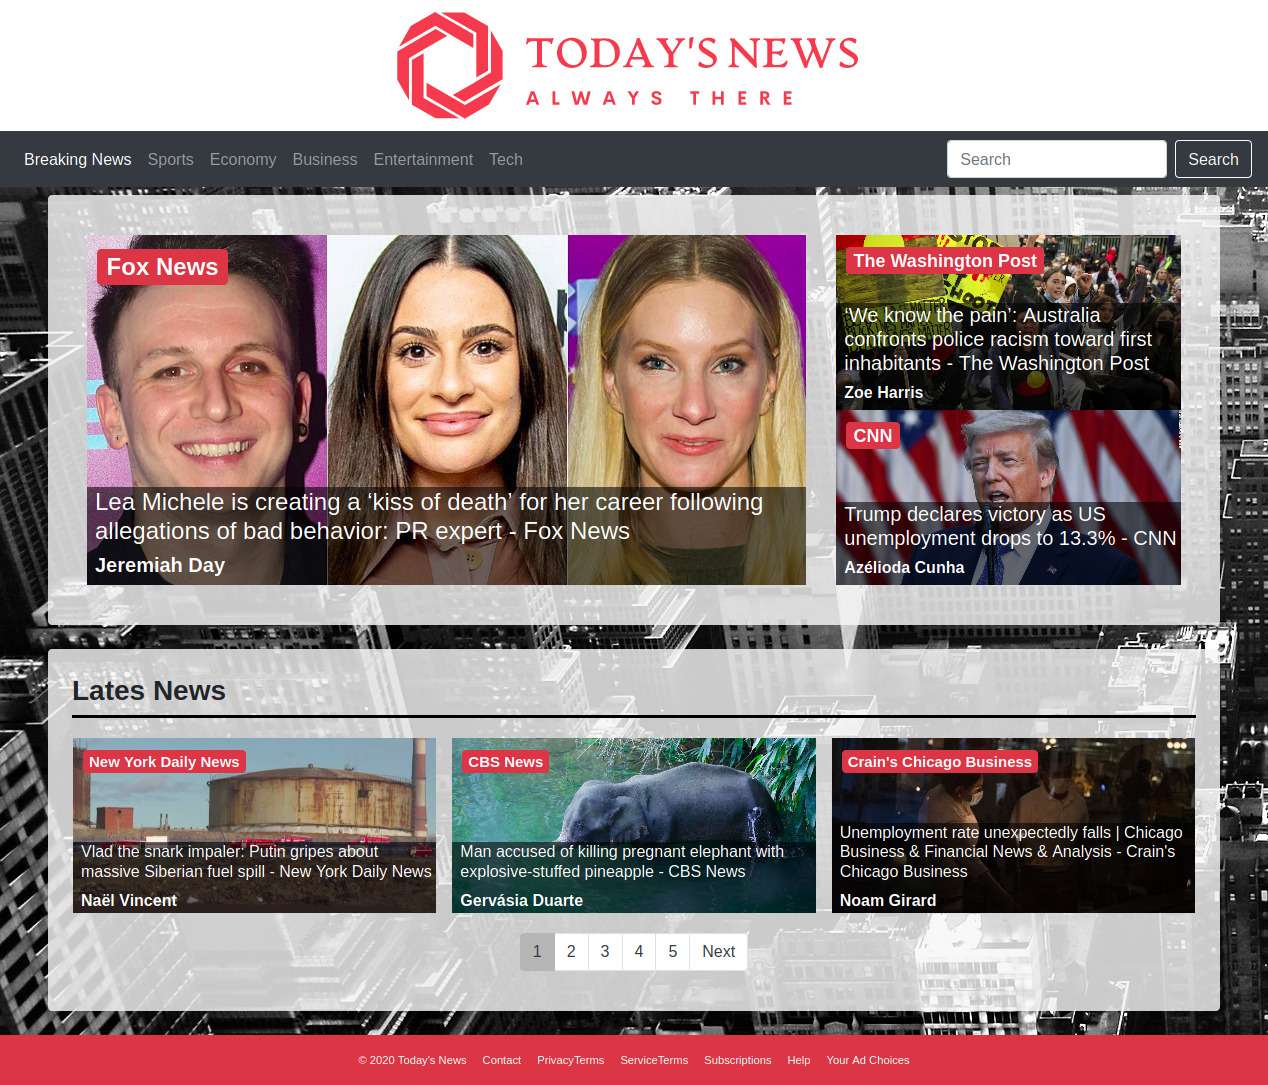 TODAY'S NEWS
ALWAYS THERE
Breaking News Sports Economy Business Entertainment Tech Search Search
Fox News
Lea Michele is creating a ‘kiss of death’ for her career following
allegations of bad behavior: PR expert - Fox News
Jeremiah Day
The Washington Post
‘We know the pain’: Australia
confronts police racism toward first
inhabitants - The Washington Post
Zoe Harris
CNN
Trump declares victory as US
unemployment drops to 13.3% - CNN
Azélioda Cunha
Lates News
New York Daily News
Vlad the snark impaler: Putin gripes about
massive Siberian fuel spill - New York Daily News
Naël Vincent
CBS News
Man accused of killing pregnant elephant with
explosive-stuffed pineapple - CBS News
Gervásia Duarte
Crain's Chicago Business
Unemployment rate unexpectedly falls | Chicago
Business & Financial News & Analysis - Crain's
Chicago Business
Noam Girard
1 2 3 4 5 Next
© 2020 Today's News Contact PrivacyTerms ServiceTerms Subscriptions Help Your Ad Choices